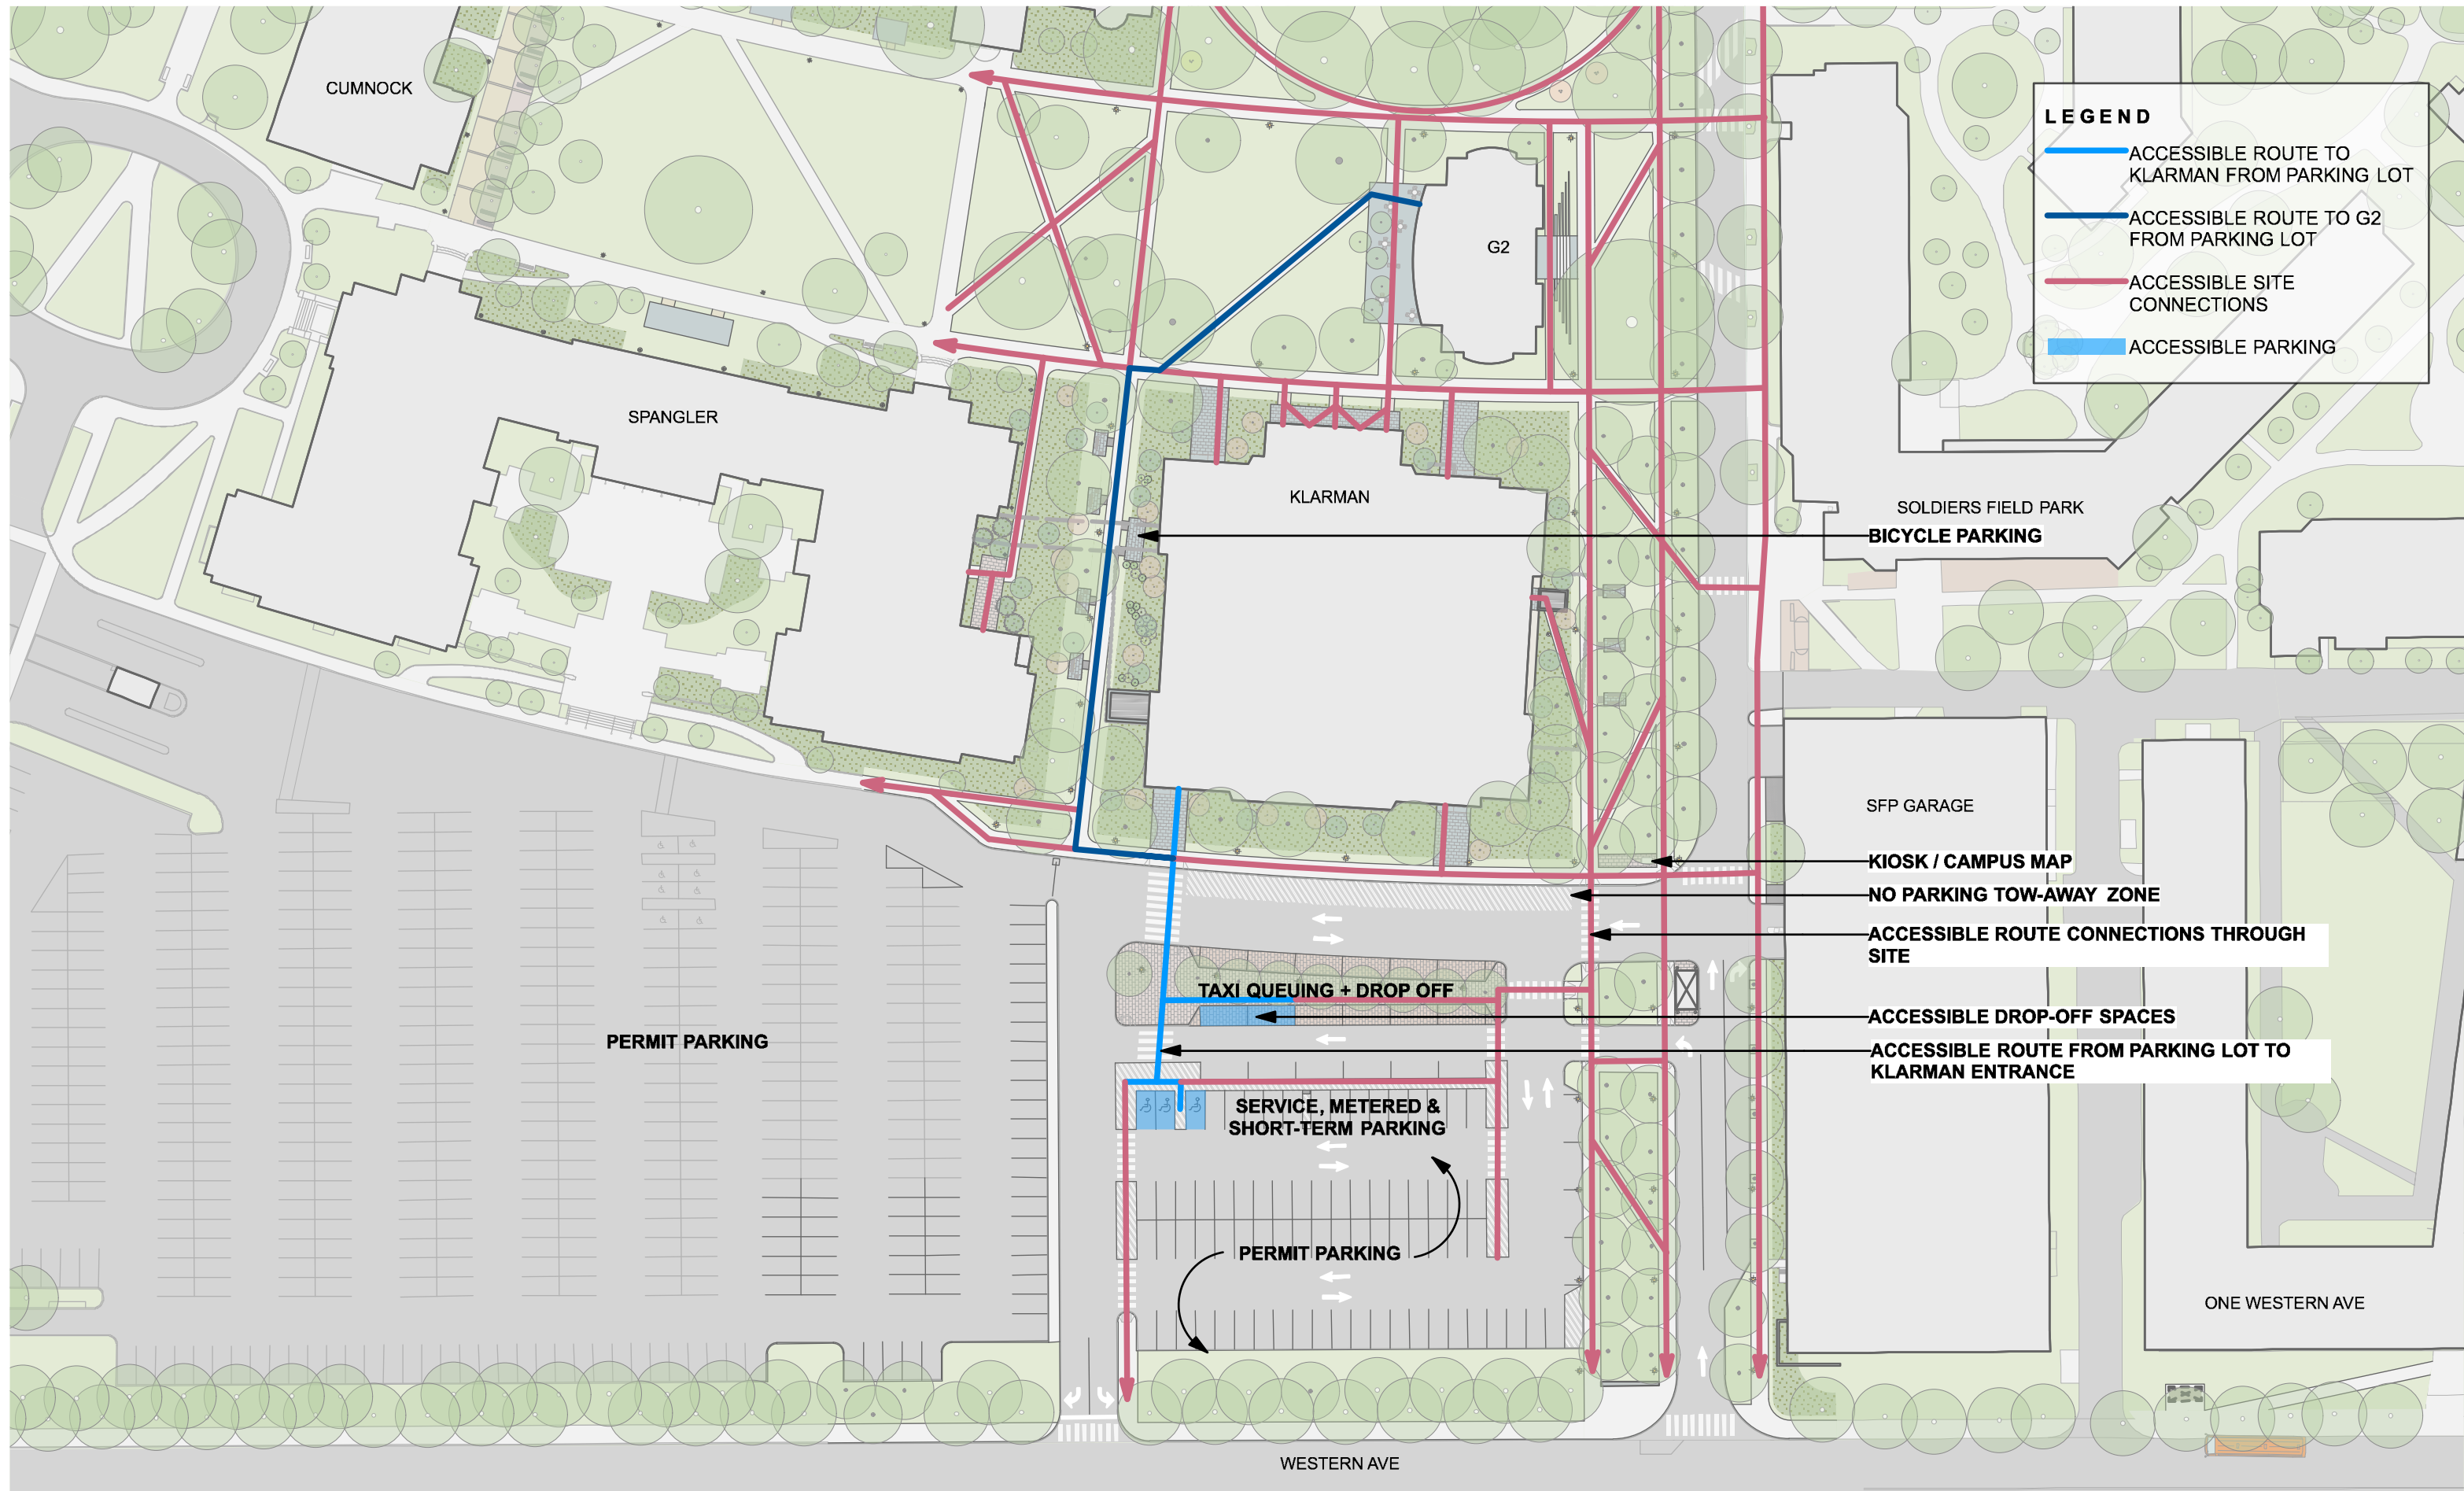 CUMNOCK
LEGEND
ACCESSIBLE ROUTE TO
KLARMAN FROM PARKING LOT
ACCESSIBLE ROUTE TO G2
FROM PARKING LOT
ACCESSIBLE SITE
CONNECTIONS
ACCESSIBLE PARKING
G2
SPANGLER
KLARMAN
SOLDIERS FIELD PARK
BICYCLE PARKING
SFP GARAGE
KIOSK / CAMPUS MAP
NO PARKING TOW-AWAY ZONE
ACCESSIBLE ROUTE CONNECTIONS THROUGH
SITE
TAXI QUEUING + DROP OFF
ACCESSIBLE DROP-OFF SPACES
PERMIT PARKING
ACCESSIBLE ROUTE FROM PARKING LOT TO
KLARMAN ENTRANCE
SERVICE, METERED &
SHORT-TERM PARKING
PERMIT PARKING
ONE WESTERN AVE
WESTERN AVE